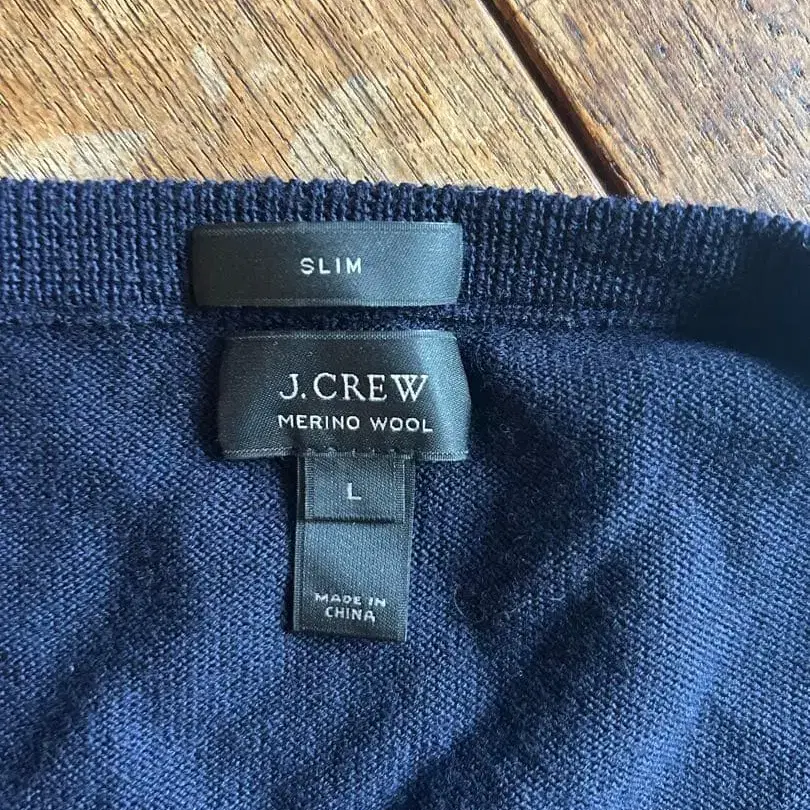 SLIM
J.CREW
MERINO WOOL
L
MADE IN
CHINA